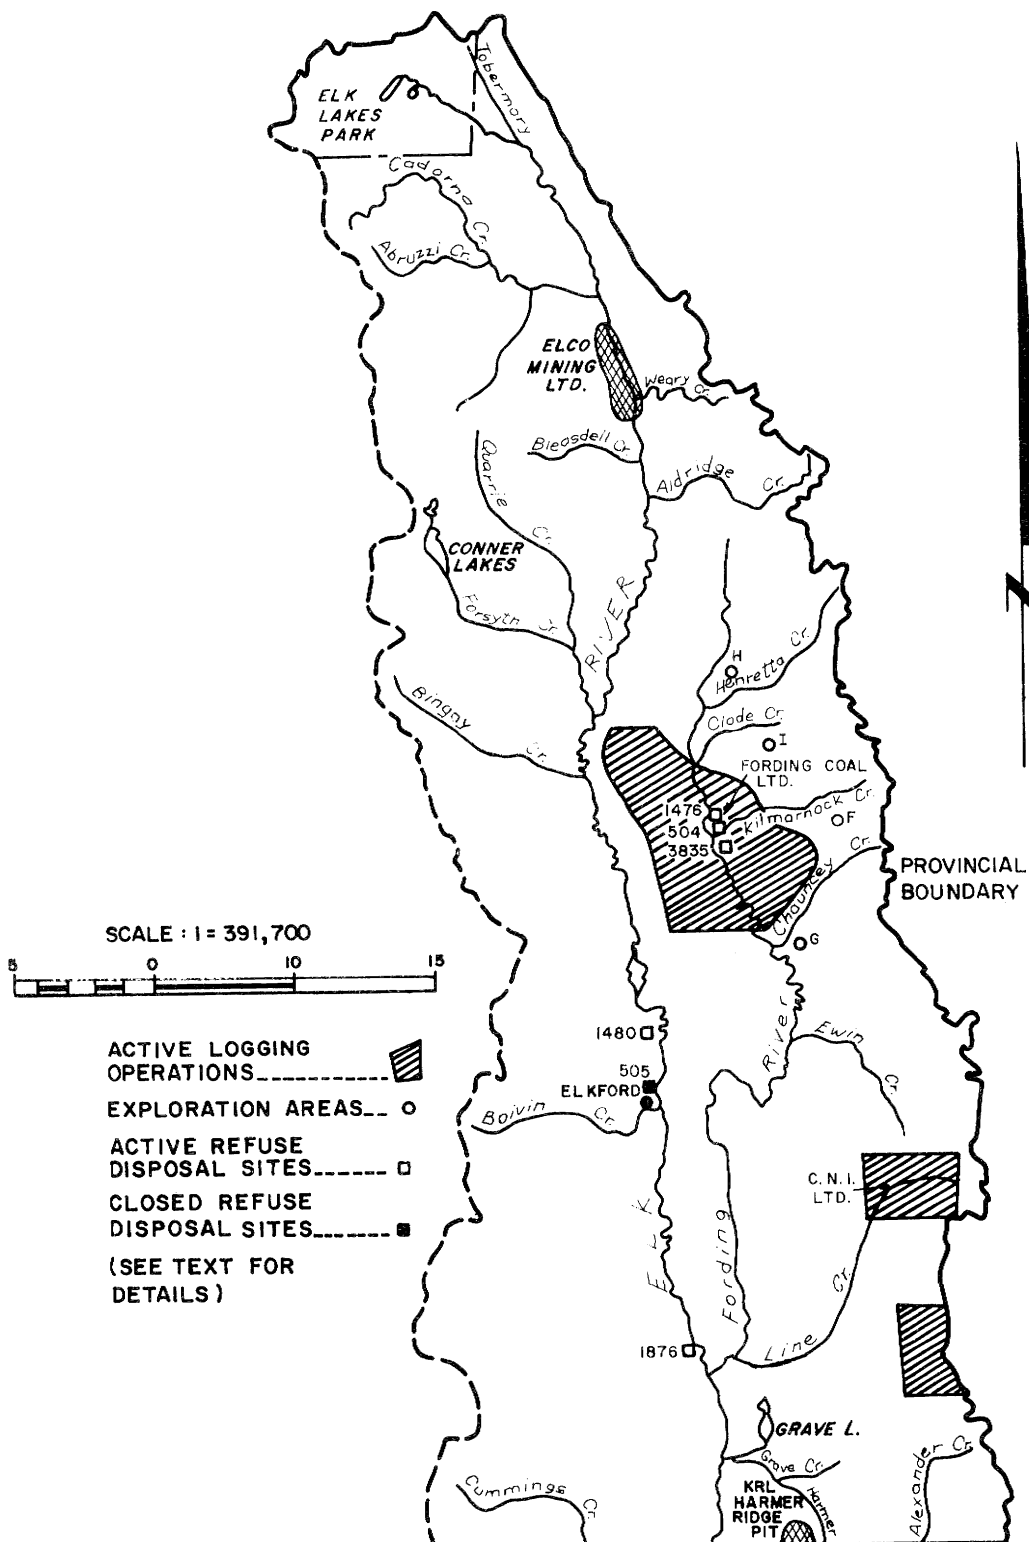 Tobermory
ELK
LAKES
PARK
Cadorna Cr.
Abruzzi Cr.
ELCO
MINING
LTD.
Weary Cr.
Bleasdell Cr
Quarrie Cr.
Aldridge Cr.
CONNER
LAKES
Forsyth Cr.
RIVER
H
Henretta Cr.
Bingay Cr.
Clode Cr.
I
FORDING COAL
LTD.
1476
Kilmarnock Cr.
F
504
3835
Chauncey Cr.
PROVINCIAL
BOUNDARY
G
SCALE : 1 = 391,700
5 0 10 15
River
Ewin Cr.
1480
ACTIVE LOGGING
OPERATIONS
505
ELKFORD
EXPLORATION AREAS
Boivin Cr.
ACTIVE REFUSE
DISPOSAL SITES
C.N.I.
LTD.
CLOSED REFUSE
DISPOSAL SITES
ELK
Fording
(SEE TEXT FOR
DETAILS)
Line Cr.
1876
GRAVE L.
Grave Cr.
Alexander Cr.
Cummings Cr.
KRL
HARMER
RIDGE
PIT
Harmer